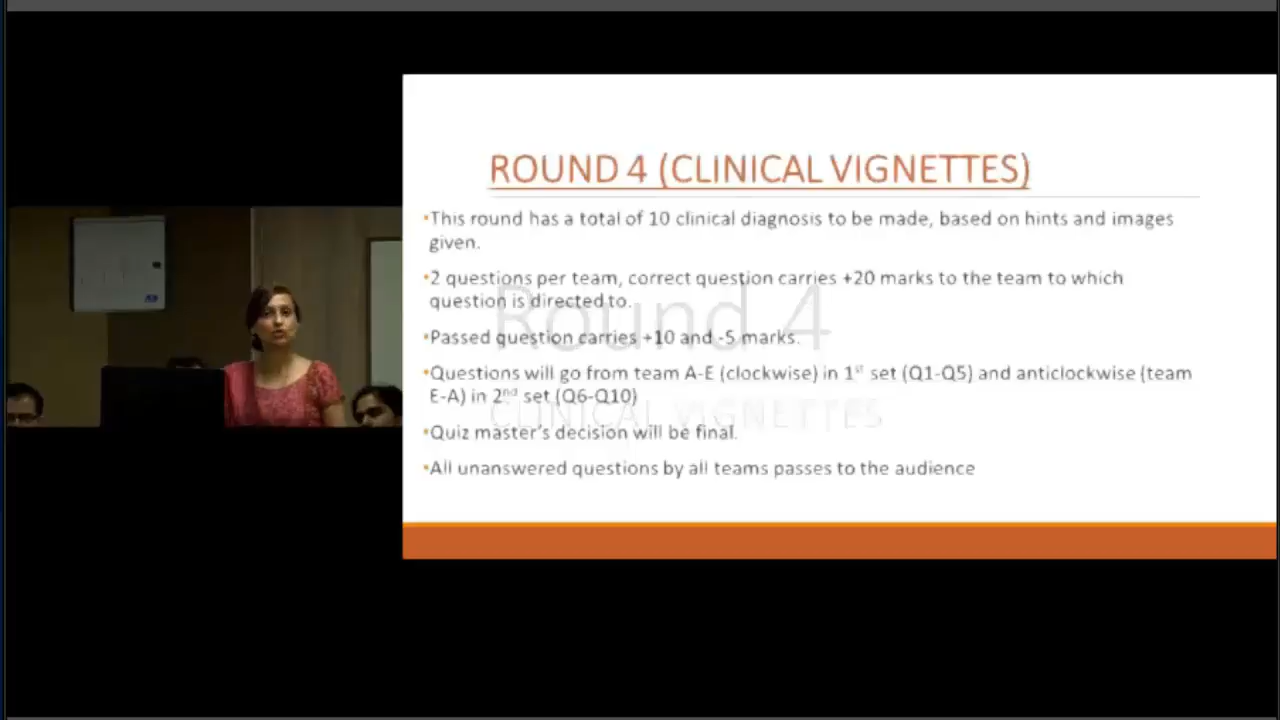 ROUND 4 (CLINICAL VIGNETTES)
•This round has a total of 10 clinical diagnosis to be made, based on hints and images
given.
•2 questions per team, correct question carries +20 marks to the team to which
question is directed to.
•Passed question carries +10 and -5 marks.
•Questions will go from team A-E (clockwise) in 1st set (Q1-Q5) and anticlockwise (team
E-A) in 2nd set (Q6-Q10)
•Quiz master's decision will be final.
•All unanswered questions by all teams passes to the audience
Round 4
CLINICAL VIGNETTES